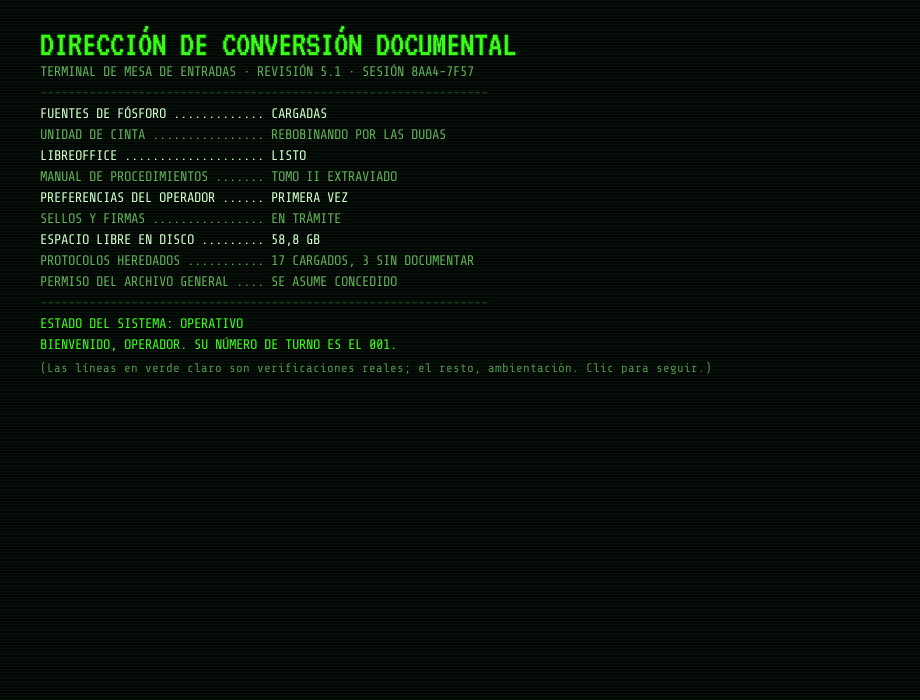 DIRECCIÓN DE CONVERSIÓN DOCUMENTAL
TERMINAL DE MESA DE ENTRADAS · REVISIÓN 5.1 · SESIÓN 8AA4-7F57
----------------------------------------------------------------
FUENTES DE FÓSFORO ............. CARGADAS
UNIDAD DE CINTA ................ REBOBINANDO POR LAS DUDAS
LIBREOFFICE .................... LISTO
MANUAL DE PROCEDIMIENTOS ....... TOMO II EXTRAVIADO
PREFERENCIAS DEL OPERADOR ...... PRIMERA VEZ
SELLOS Y FIRMAS ................ EN TRÁMITE
ESPACIO LIBRE EN DISCO ......... 58,8 GB
PROTOCOLOS HEREDADOS ........... 17 CARGADOS, 3 SIN DOCUMENTAR
PERMISO DEL ARCHIVO GENERAL .... SE ASUME CONCEDIDO
----------------------------------------------------------------
ESTADO DEL SISTEMA: OPERATIVO
BIENVENIDO, OPERADOR. SU NÚMERO DE TURNO ES EL 001.
(Las líneas en verde claro son verificaciones reales; el resto, ambientación. Clic para seguir.)